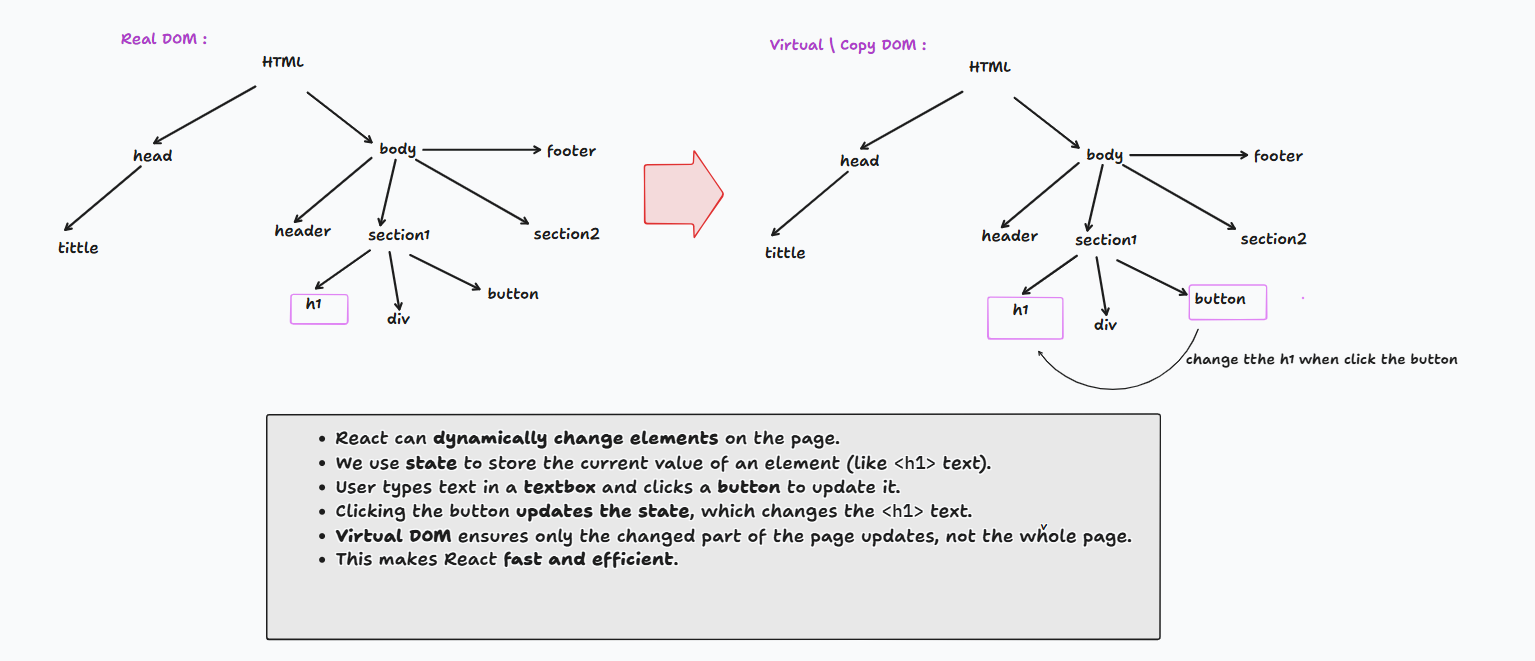 Real DOM :
HTML
head
body
footer
tittle
header
section1
section2
h1
div
button
Virtual \ Copy DOM :
HTML
head
body
footer
tittle
header
section1
section2
h1
div
button
change tthe h1 when click the button
• React can dynamically change elements on the page.
• We use state to store the current value of an element (like <h1> text).
• User types text in a textbox and clicks a button to update it.
• Clicking the button updates the state, which changes the <h1> text.
• Virtual DOM ensures only the changed part of the page updates, not the whole page.
• This makes React fast and efficient.